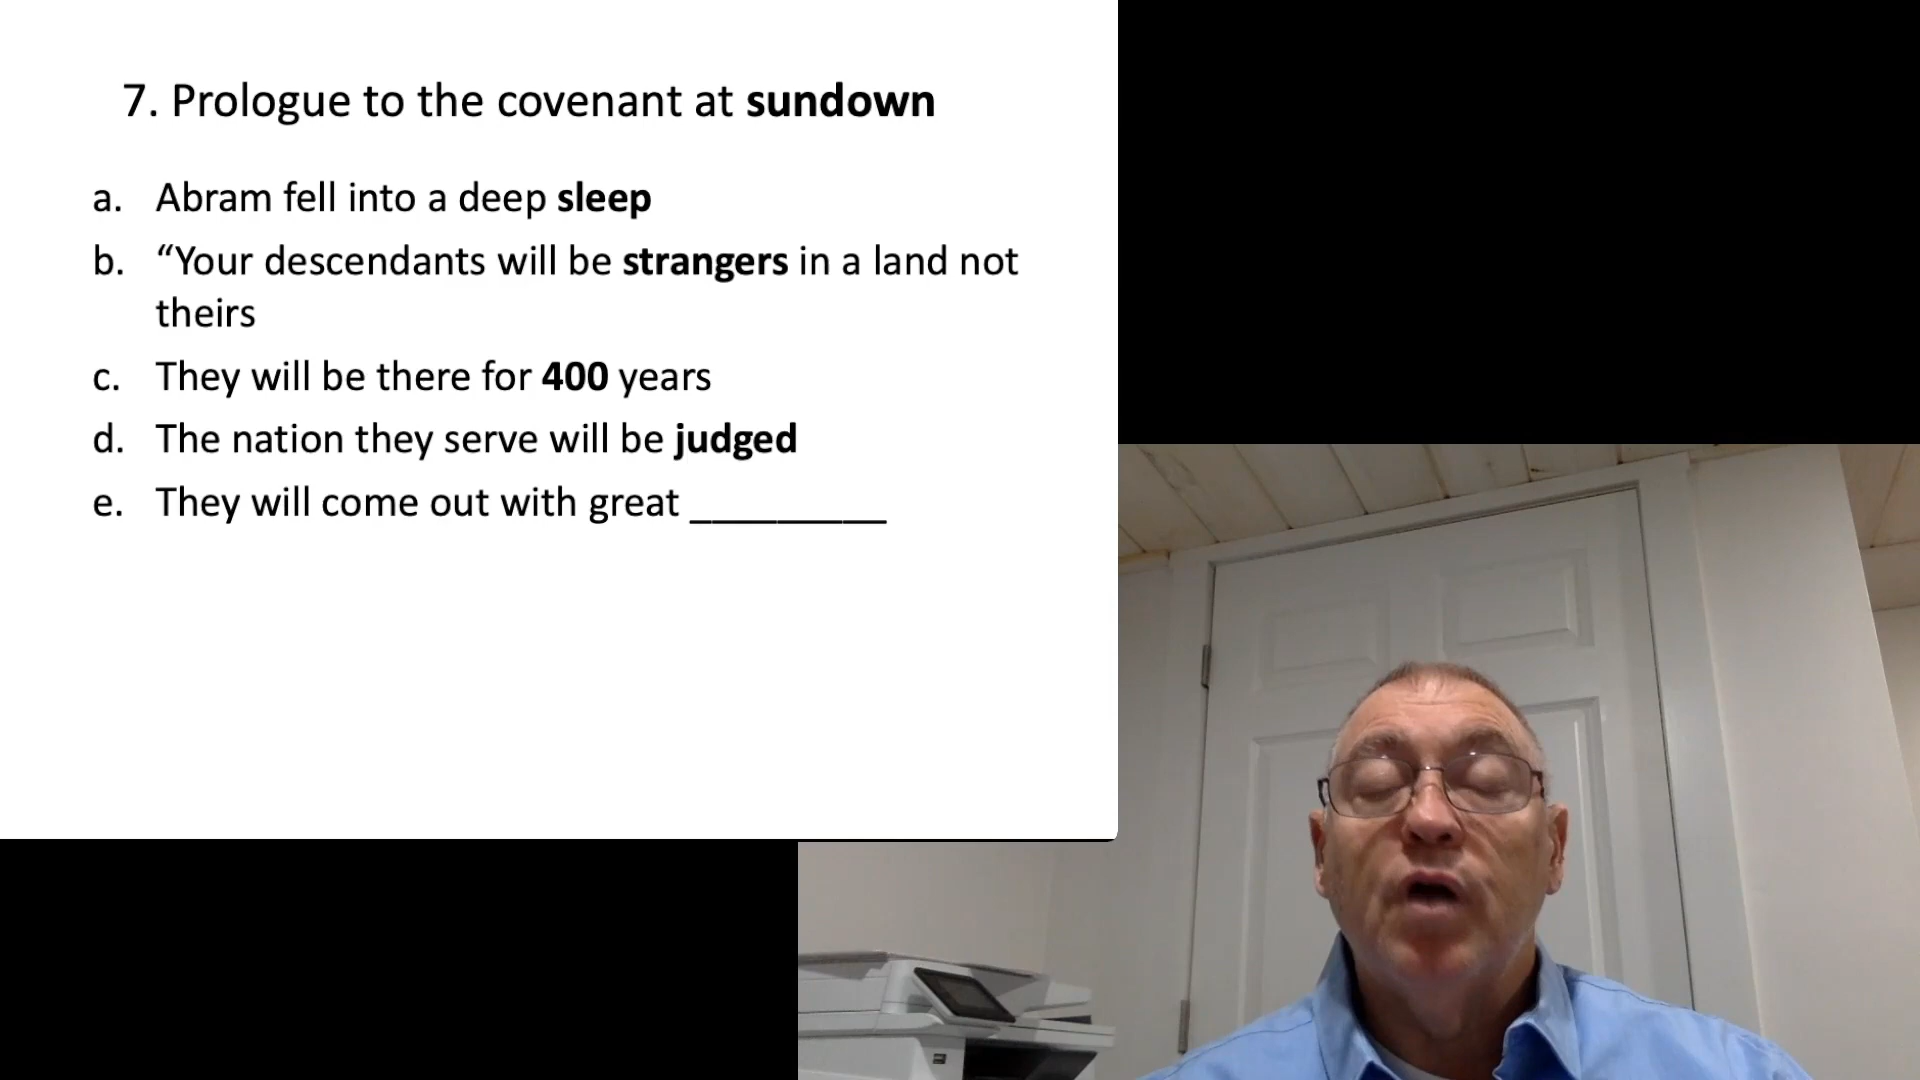 7. Prologue to the covenant at sundown
a. Abram fell into a deep sleep
b. “Your descendants will be strangers in a land not
theirs
c. They will be there for 400 years
d. The nation they serve will be judged
e. They will come out with great _________